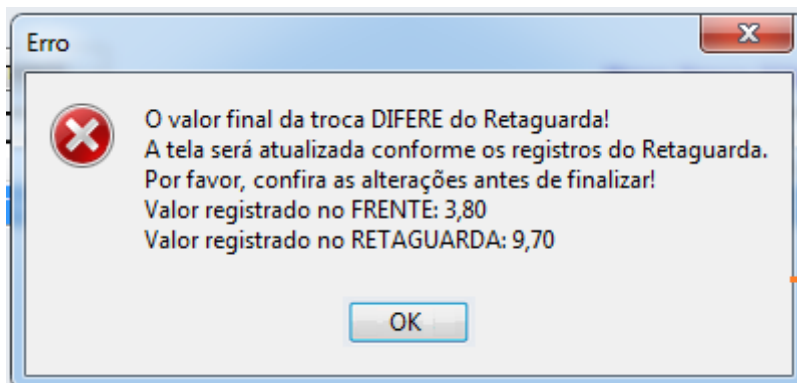 Erro
O valor final da troca DIFERE do Retaguarda!
A tela será atualizada conforme os registros do Retaguarda.
Por favor, confira as alterações antes de finalizar!
Valor registrado no FRENTE: 3,80
Valor registrado no RETAGUARDA: 9,70
OK